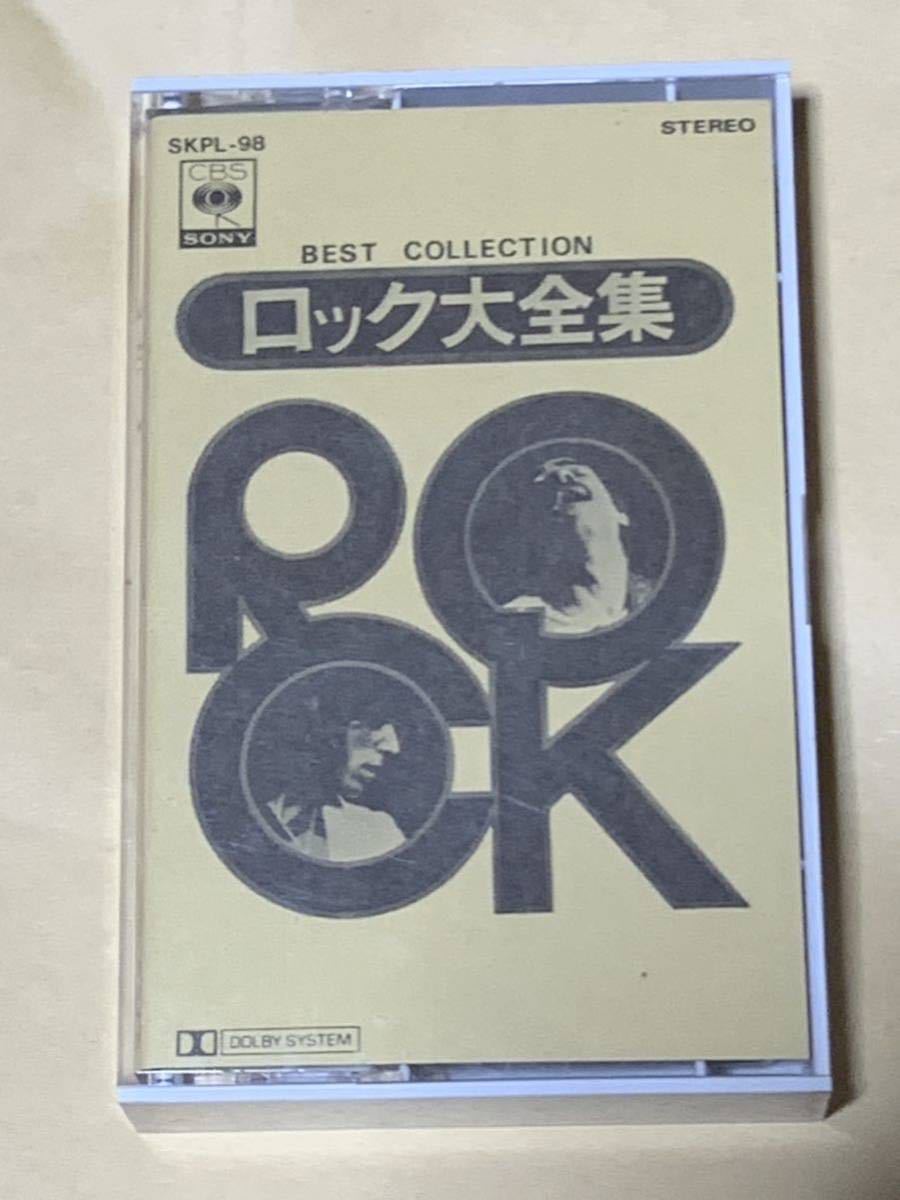 SKPL-98
STEREO
CBS
SONY
BEST COLLECTION
ロック大全集
ROCK
DOLBY SYSTEM